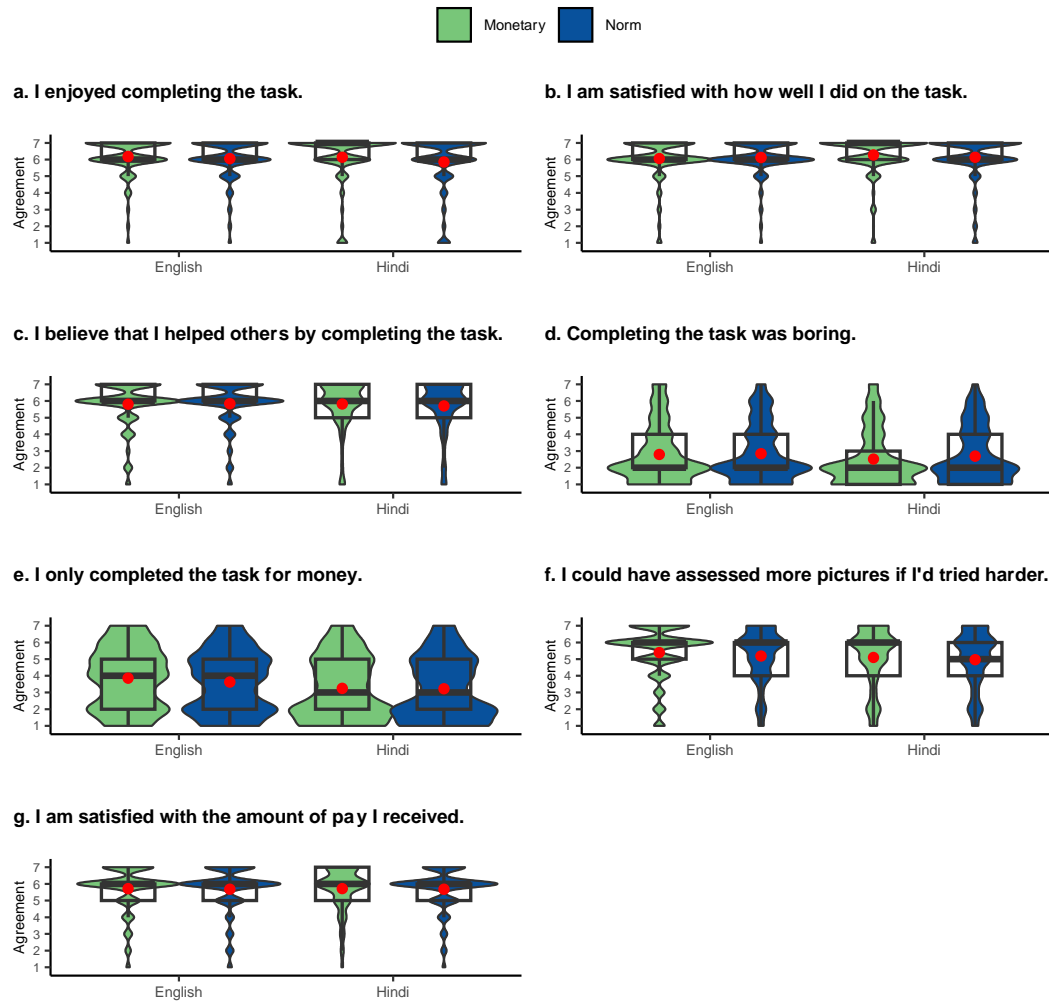 Monetary Norm
a. I enjoyed completing the task.
Agreement
7
6
5
4
3
2
1
English Hindi
b. I am satisfied with how well I did on the task.
Agreement
7
6
5
4
3
2
1
English Hindi
c. I believe that I helped others by completing the task.
Agreement
7
6
5
4
3
2
1
English Hindi
d. Completing the task was boring.
Agreement
7
6
5
4
3
2
1
English Hindi
e. I only completed the task for money.
Agreement
7
6
5
4
3
2
1
English Hindi
f. I could have assessed more pictures if I'd tried harder.
Agreement
7
6
5
4
3
2
1
English Hindi
g. I am satisfied with the amount of pay I received.
Agreement
7
6
5
4
3
2
1
English Hindi